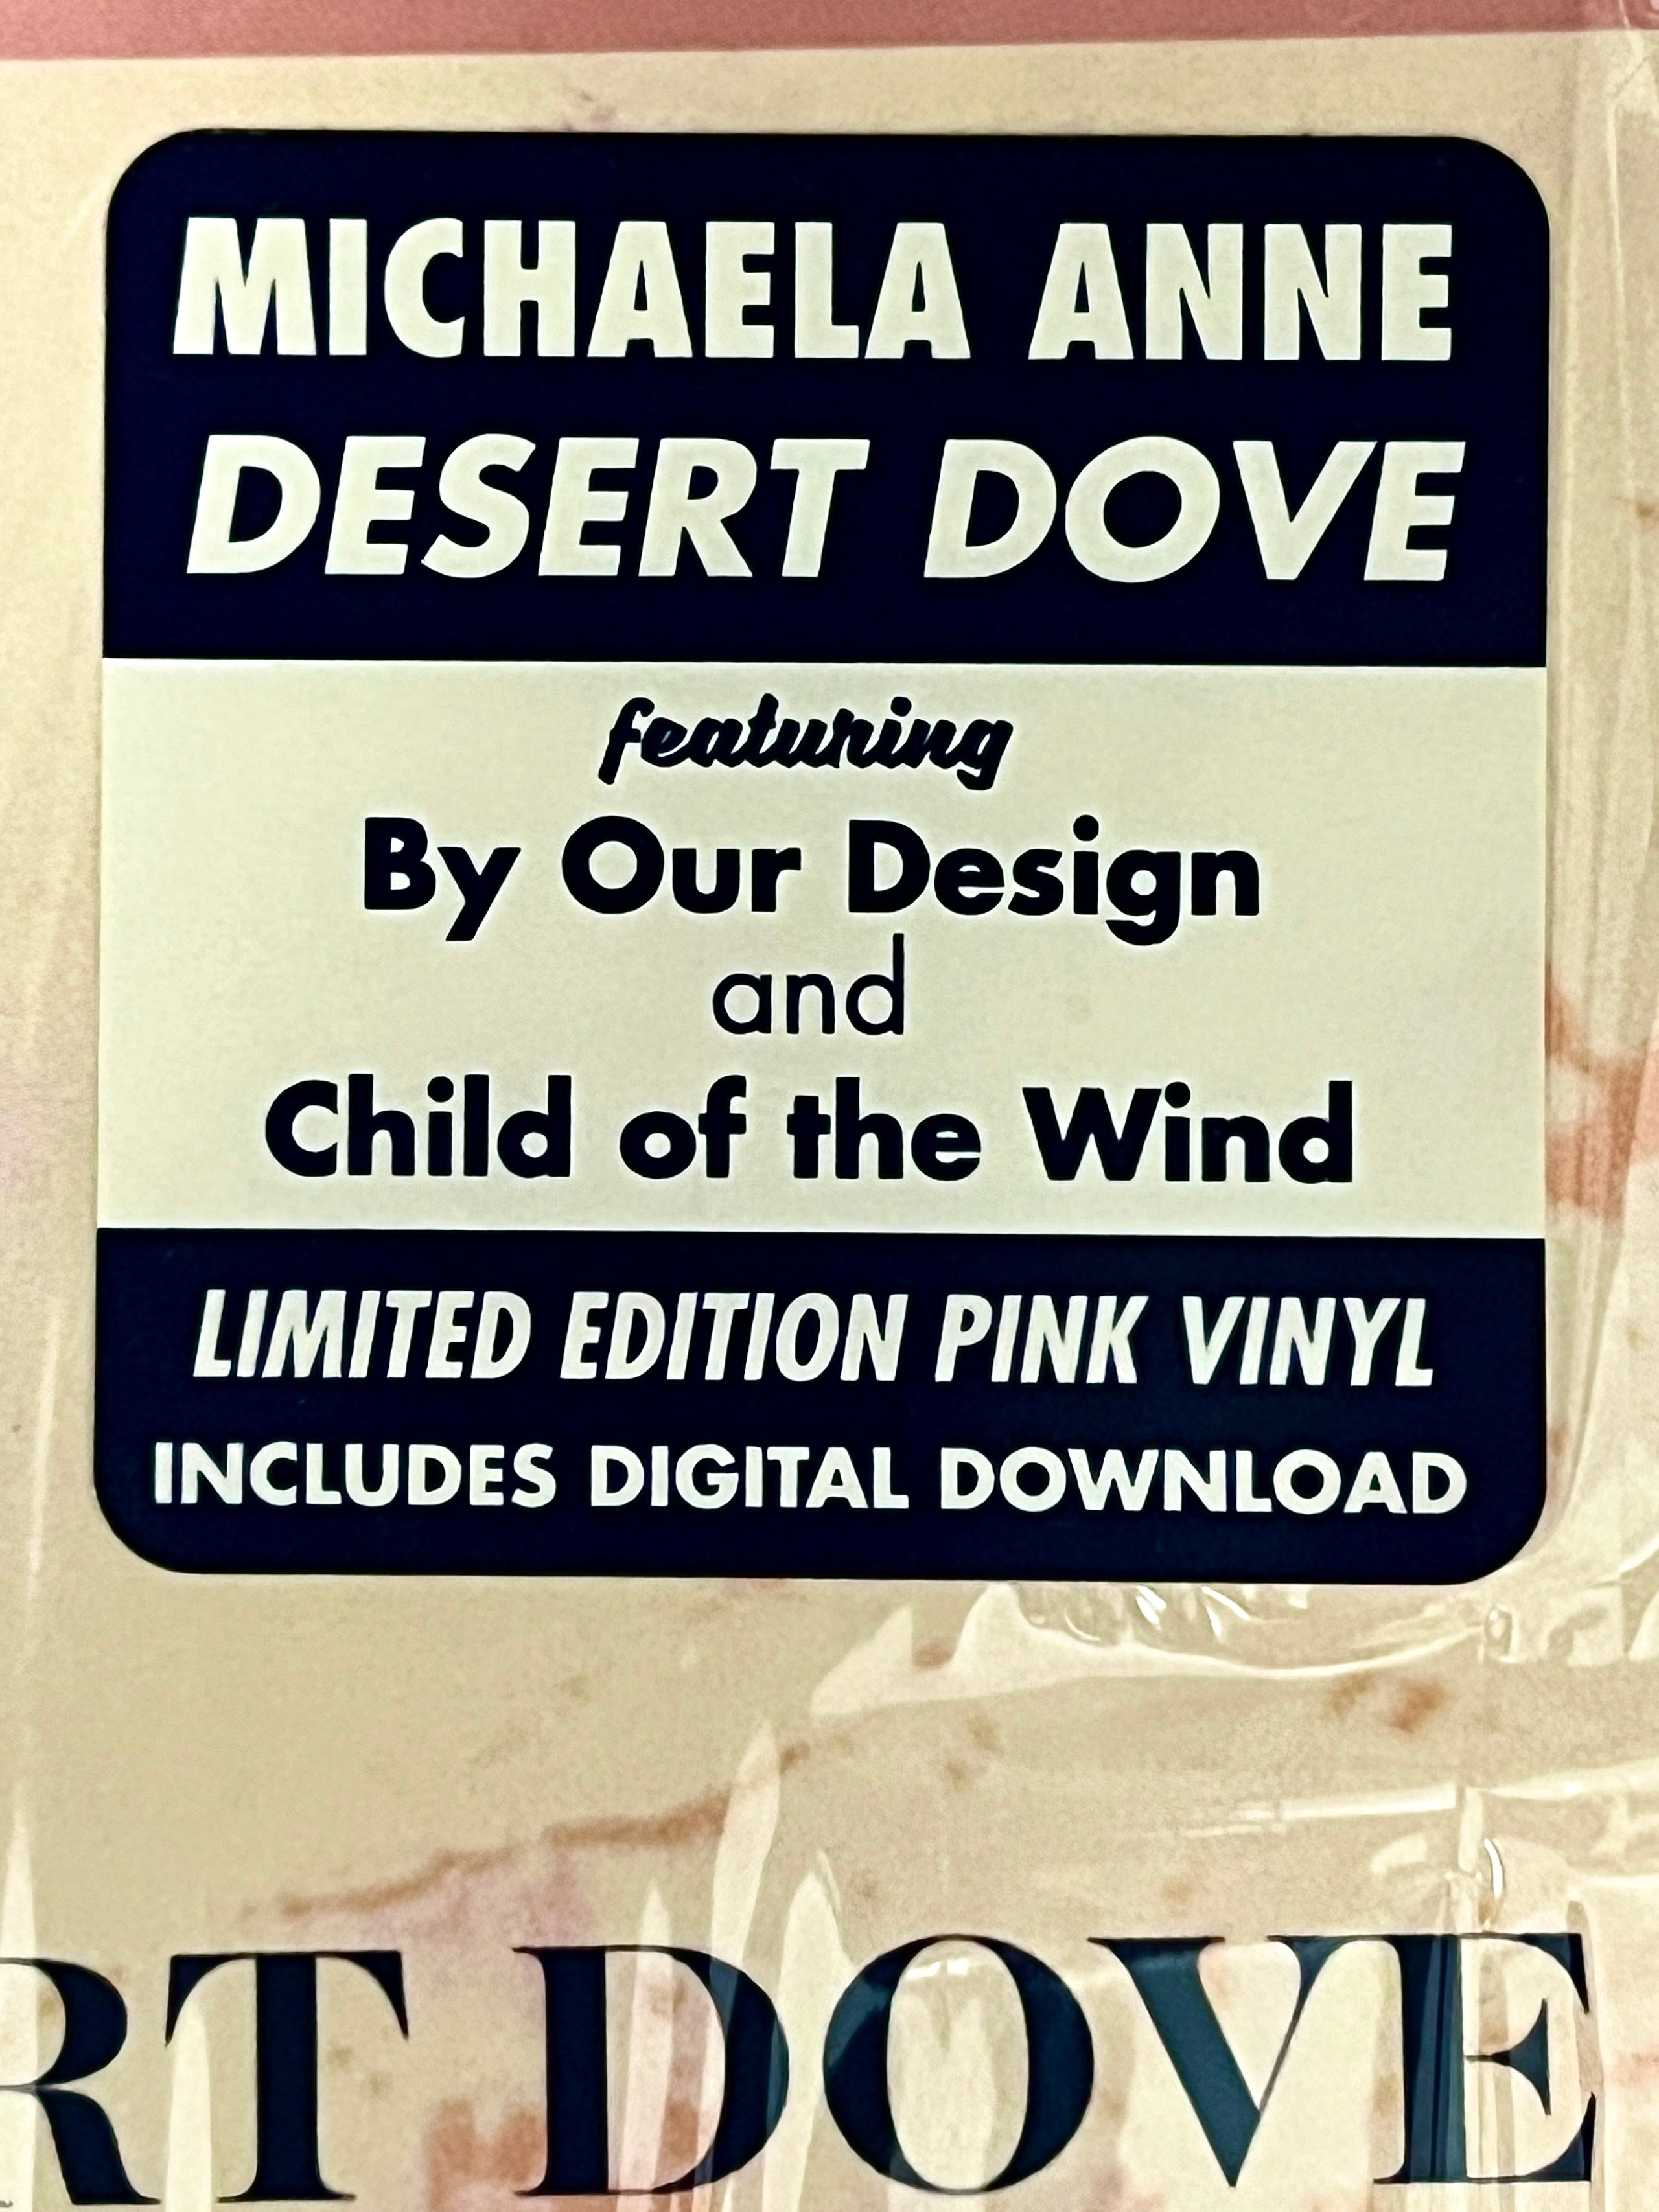 MICHAELA ANNE
DESERT DOVE
featuring
By Our Design
and
Child of the Wind
LIMITED EDITION PINK VINYL
INCLUDES DIGITAL DOWNLOAD
RT DOVE